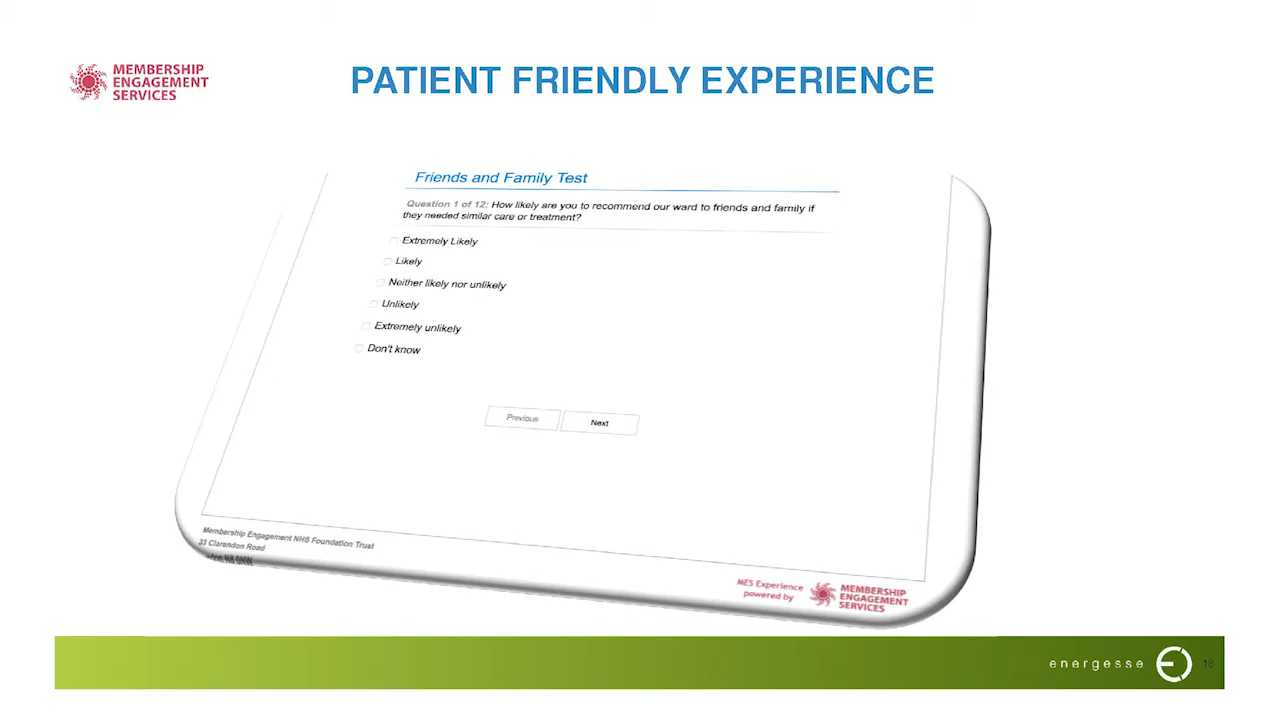 MEMBERSHIP
ENGAGEMENT
SERVICES
PATIENT FRIENDLY EXPERIENCE
Friends and Family Test
Question 1 of 12: How likely are you to recommend our ward to friends and family if
they needed similar care or treatment?
Extremely Likely
Likely
Neither likely nor unlikely
Unlikely
Extremely unlikely
Don't know
Previous
Next
Membership Engagement NHS Foundation Trust
33 Clarendon Road
N8
MES Experience
powered by
MEMBERSHIP
ENGAGEMENT
SERVICES
energesse